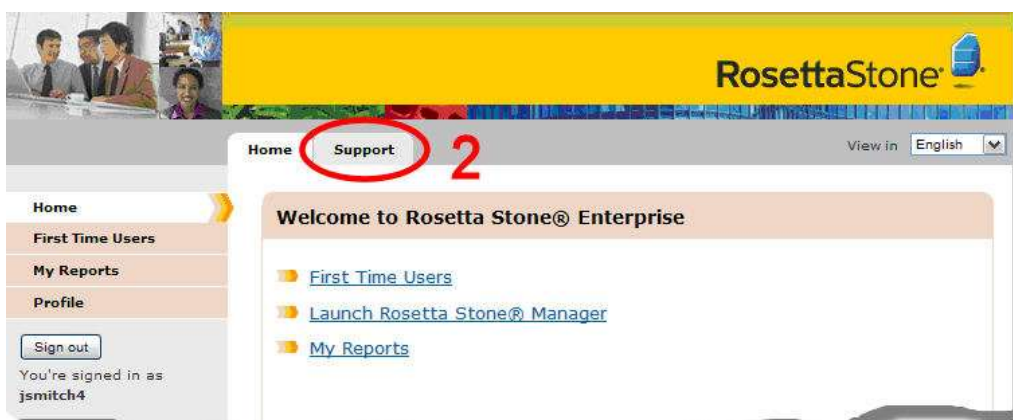 RosettaStone®
Home Support 2 View in English
Home
First Time Users
My Reports
Profile
Sign out
You're signed in as
jsmitch4
Welcome to Rosetta Stone® Enterprise
First Time Users
Launch Rosetta Stone® Manager
My Reports